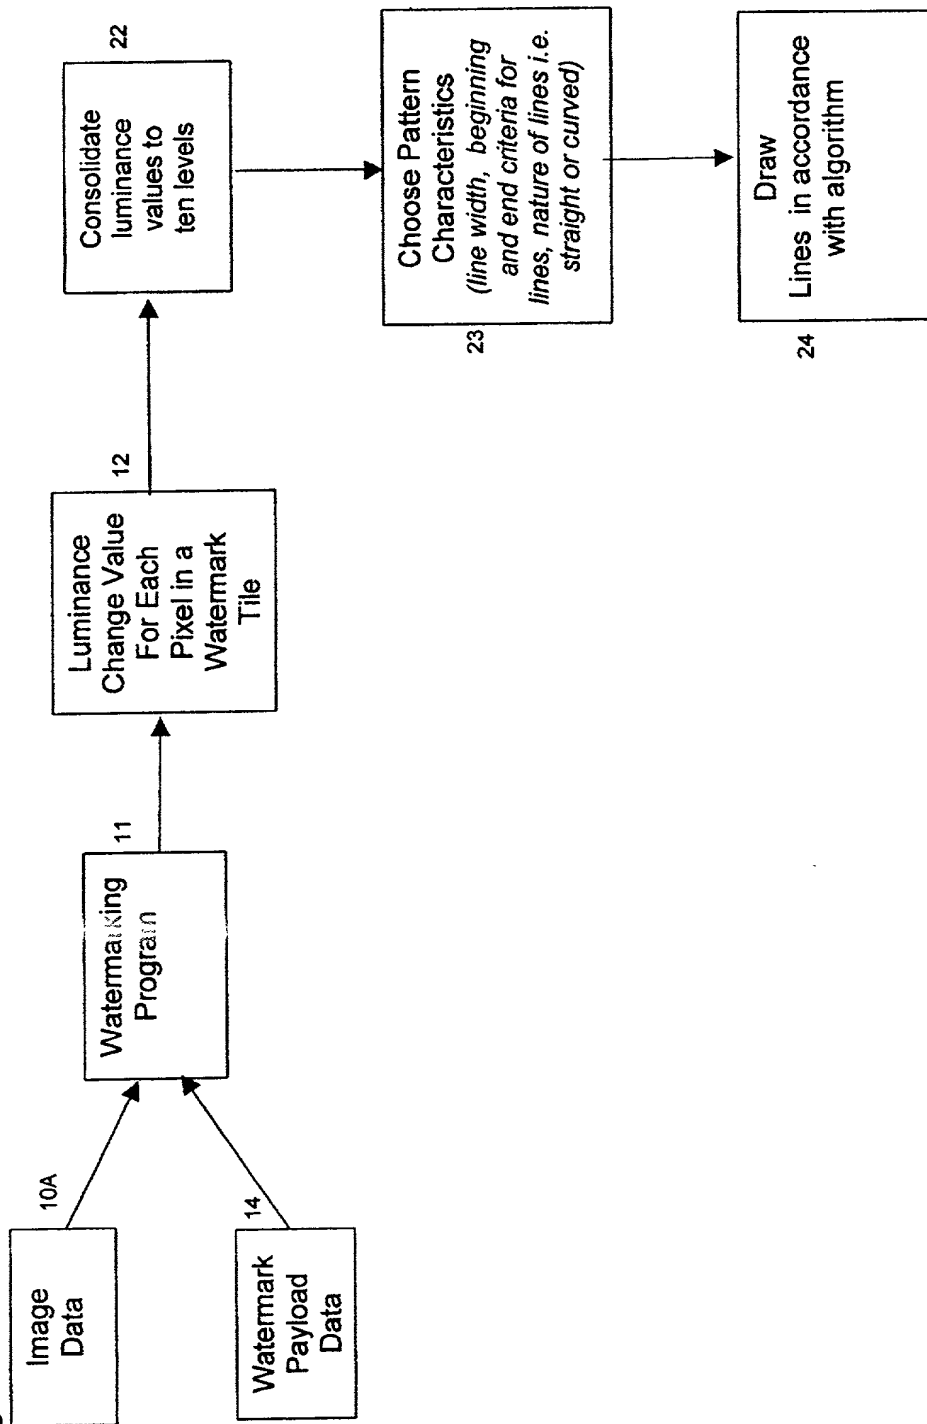 Image
Data
10A
Watermark
Payload
Data
14
Watermarking
Program
11
Luminance
Change Value
For Each
Pixel in a
Watermark
Tile
12
Consolidate
luminance
values to
ten levels
22
Choose Pattern
Characteristics
(line width, beginning
and end criteria for
lines, nature of lines i.e.
straight or curved)
23
Draw
Lines in accordance
with algorithm
24